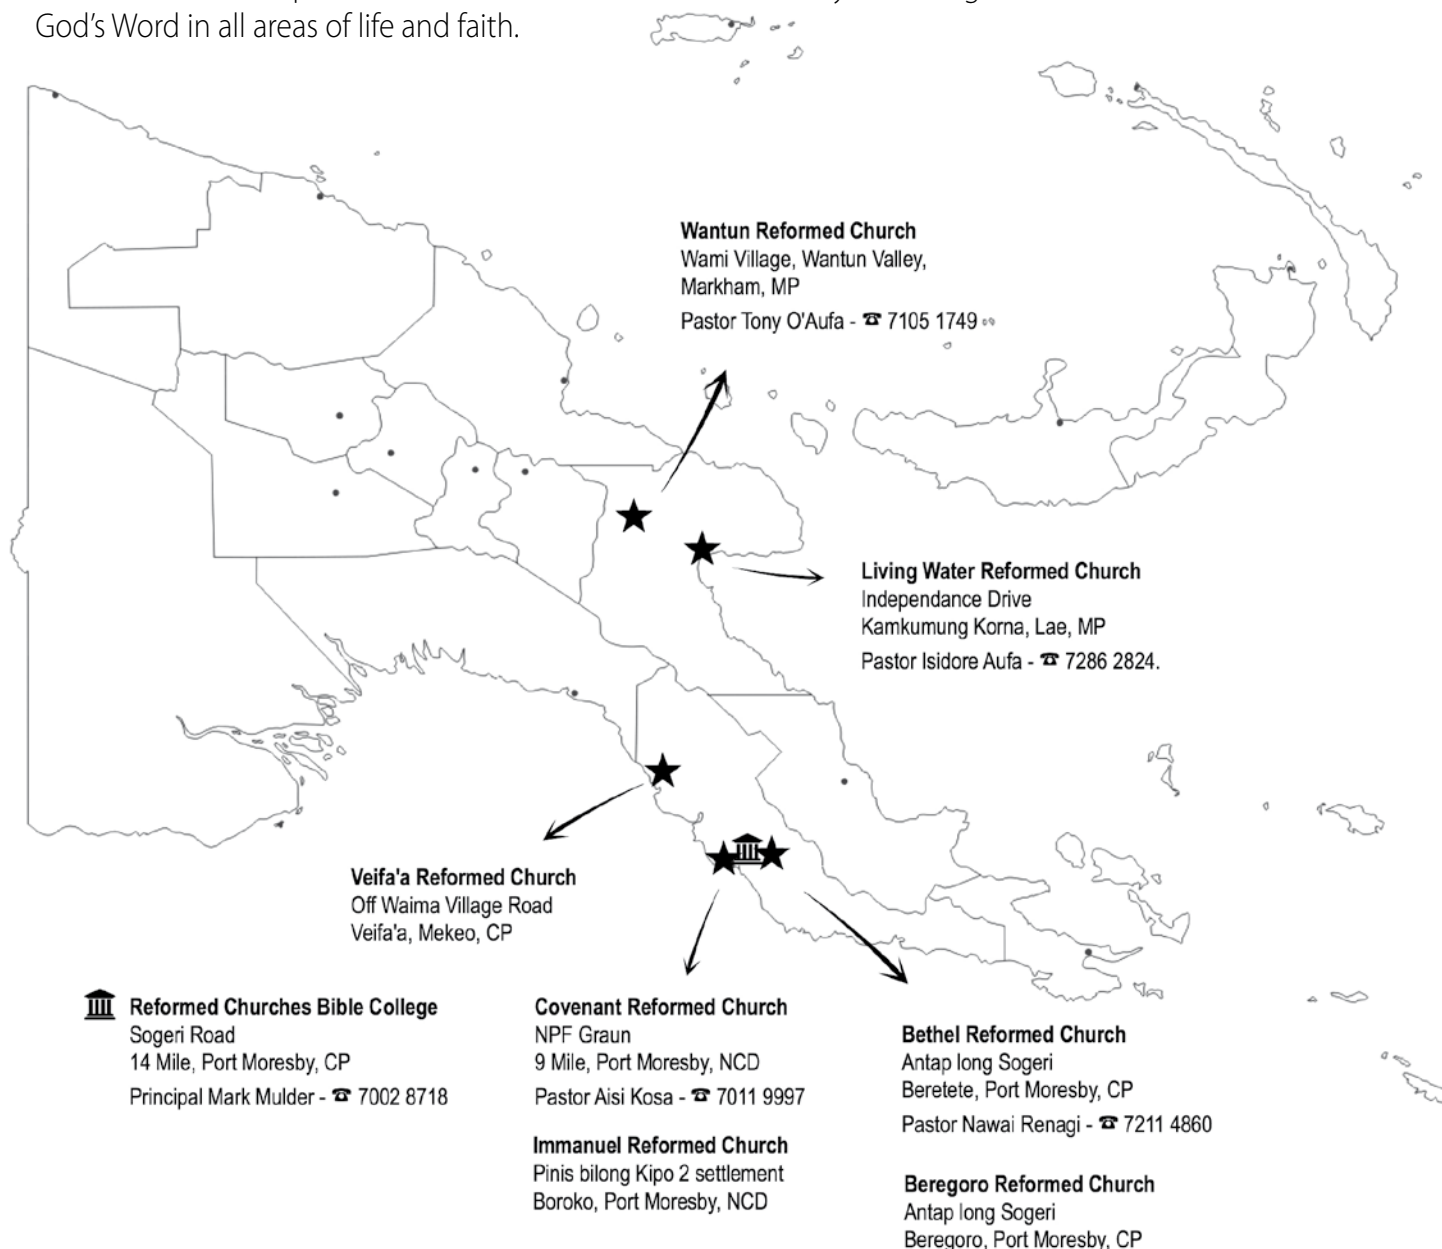 God's Word in all areas of life and faith.
Wantun Reformed Church
Wami Village, Wantun Valley,
Markham, MP
Pastor Tony O'Aufa - ☎ 7105 1749
Living Water Reformed Church
Independance Drive
Kamkumung Korna, Lae, MP
Pastor Isidore Aufa - ☎ 7286 2824.
Veifa'a Reformed Church
Off Waima Village Road
Veifa'a, Mekeo, CP
Reformed Churches Bible College
Sogeri Road
14 Mile, Port Moresby, CP
Principal Mark Mulder - ☎ 7002 8718
Covenant Reformed Church
NPF Graun
9 Mile, Port Moresby, NCD
Pastor Aisi Kosa - ☎ 7011 9997
Immanuel Reformed Church
Pinis bilong Kipo 2 settlement
Boroko, Port Moresby, NCD
Bethel Reformed Church
Antap long Sogeri
Beretete, Port Moresby, CP
Pastor Nawai Renagi - ☎ 7211 4860
Beregoro Reformed Church
Antap long Sogeri
Beregoro, Port Moresby, CP